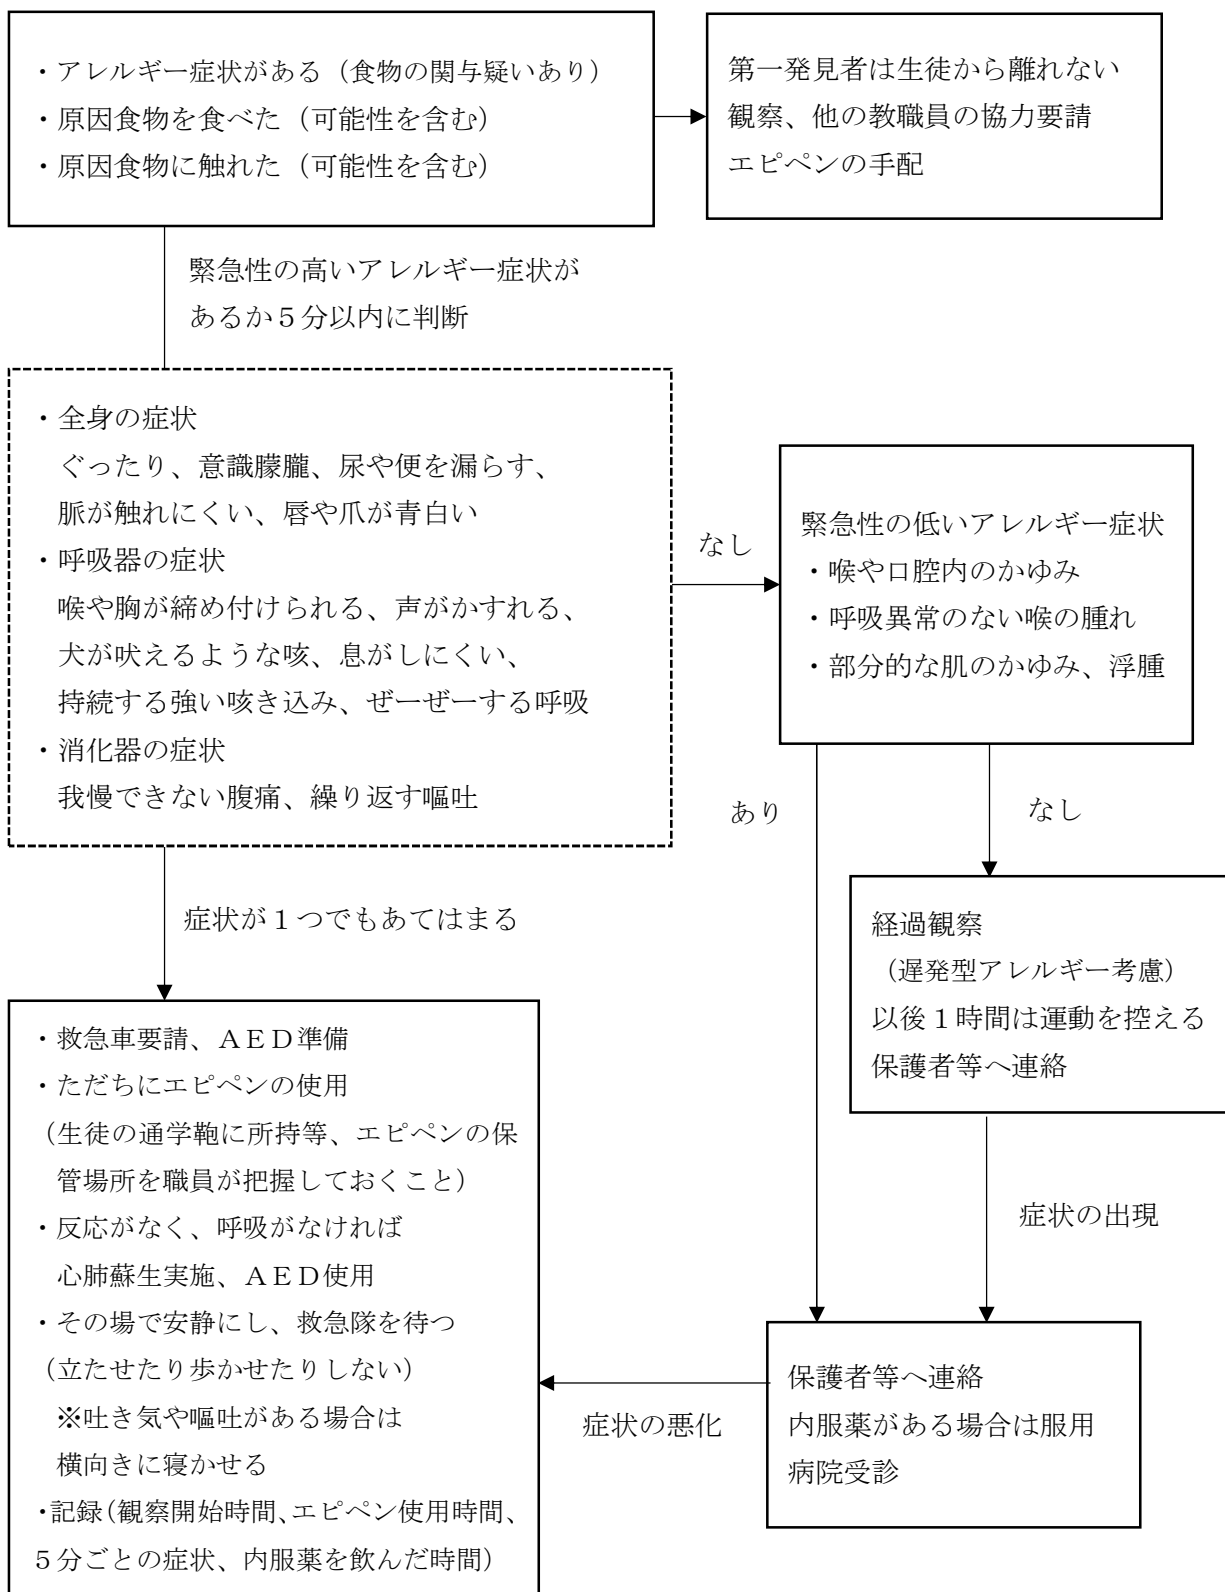 ・アレルギー症状がある（食物の関与疑いあり）
・原因食物を食べた（可能性を含む）
・原因食物に触れた（可能性を含む）
第一発見者は生徒から離れない
観察、他の教職員の協力要請
エピペンの手配
緊急性の高いアレルギー症状が
あるか５分以内に判断
・全身の症状
ぐったり、意識朦朧、尿や便を漏らす、
脈が触れにくい、唇や爪が青白い
・呼吸器の症状
喉や胸が締め付けられる、声がかすれる、
犬が吠えるような咳、息がしにくい、
持続する強い咳き込み、ぜーぜーする呼吸
・消化器の症状
我慢できない腹痛、繰り返す嘔吐
なし
緊急性の低いアレルギー症状
・喉や口腔内のかゆみ
・呼吸異常のない喉の腫れ
・部分的な肌のかゆみ、浮腫
あり
なし
症状が１つでもあてはまる
経過観察
（遅発型アレルギー考慮）
以後１時間は運動を控える
保護者等へ連絡
・救急車要請、ＡＥＤ準備
・ただちにエピペンの使用
（生徒の通学鞄に所持等、エピペンの保
管場所を職員が把握しておくこと）
・反応がなく、呼吸がなければ
心肺蘇生実施、ＡＥＤ使用
・その場で安静にし、救急隊を待つ
（立たせたり歩かせたりしない）
※吐き気や嘔吐がある場合は
横向きに寝かせる
・記録（観察開始時間、エピペン使用時間、
５分ごとの症状、内服薬を飲んだ時間）
症状の出現
症状の悪化
保護者等へ連絡
内服薬がある場合は服用
病院受診